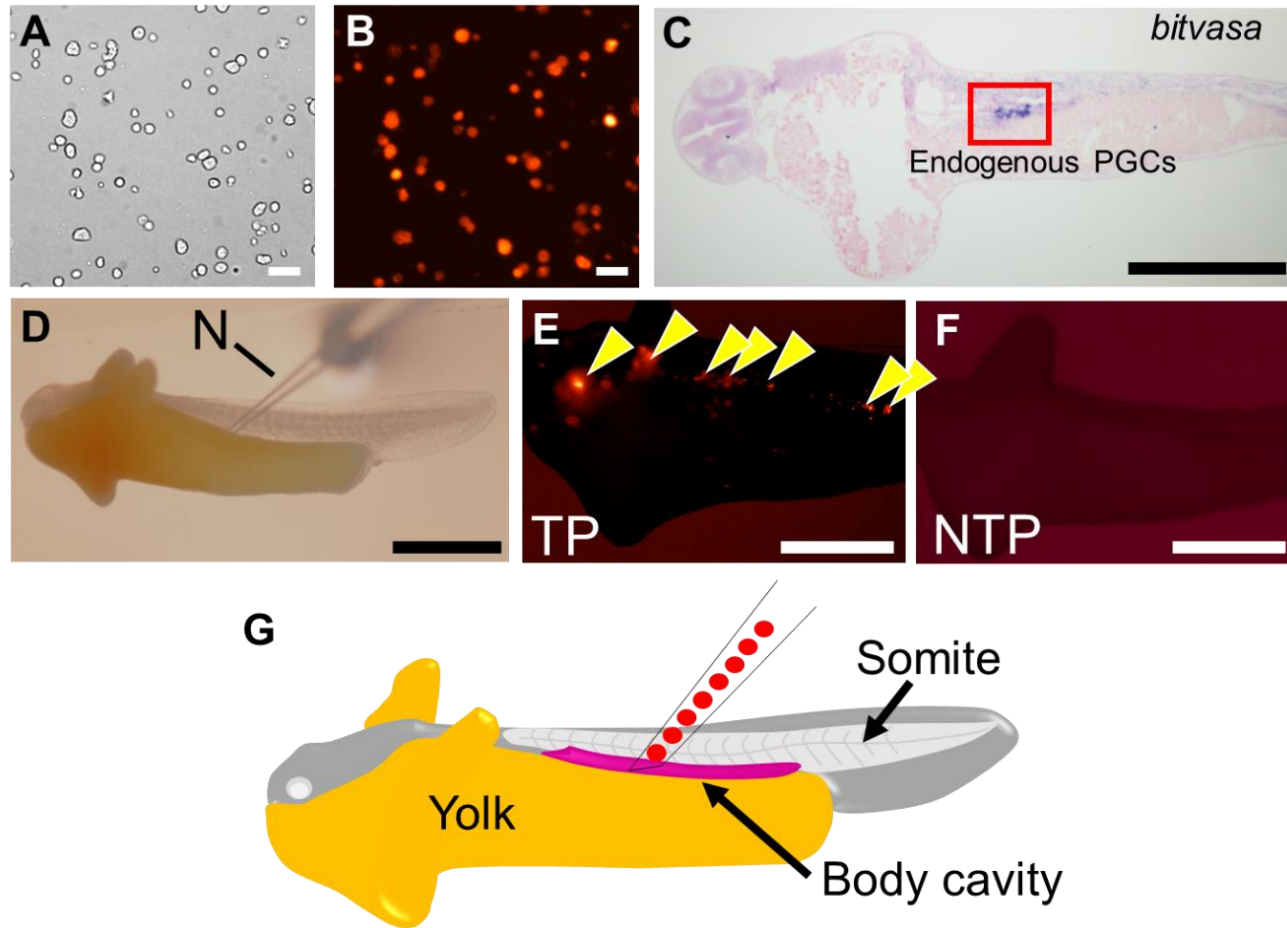 A
B
C
bitvasa
Endogenous PGCs
D
N
E
TP
F
NTP
G
Somite
Yolk
Body cavity